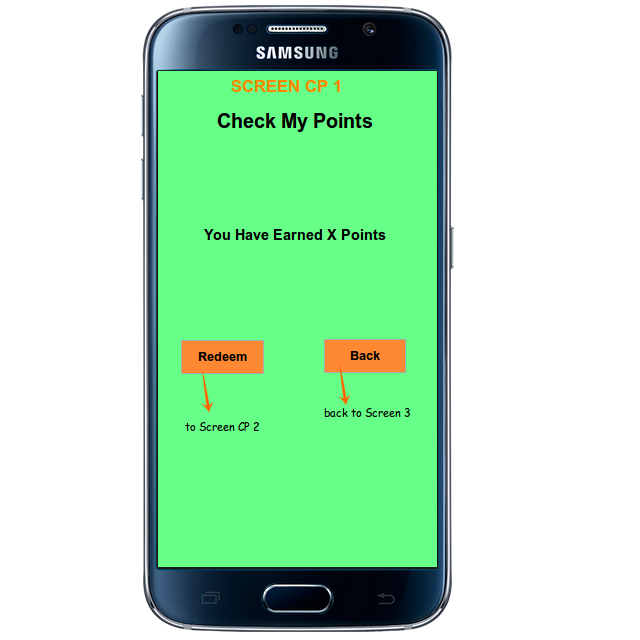 SAMSUNG
SCREEN CP 1
Check My Points
You Have Earned X Points
Redeem
Back
to Screen CP 2
back to Screen 3